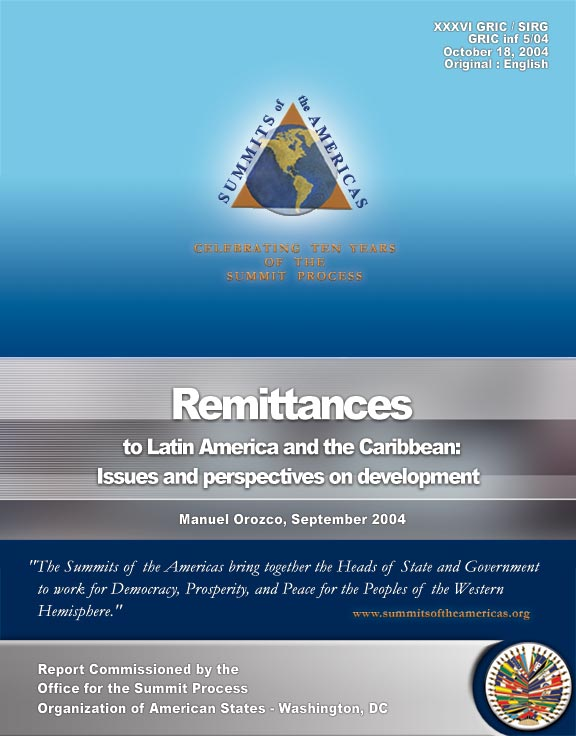 XXXVI GRIC / SIRG
GRIC inf 5/04
October 18, 2004
Original : English
SUMMITS of the AMERICAS
CELEBRATING TEN YEARS
OF THE
SUMMIT PROCESS
Remittances
to Latin America and the Caribbean:
Issues and perspectives on development
Manuel Orozco, September 2004
"The Summits of the Americas bring together the Heads of State and Government
to work for Democracy, Prosperity, and Peace for the Peoples of the Western
Hemisphere."
www.summitsoftheamericas.org
Report Commissioned by the
Office for the Summit Process
Organization of American States - Washington, DC